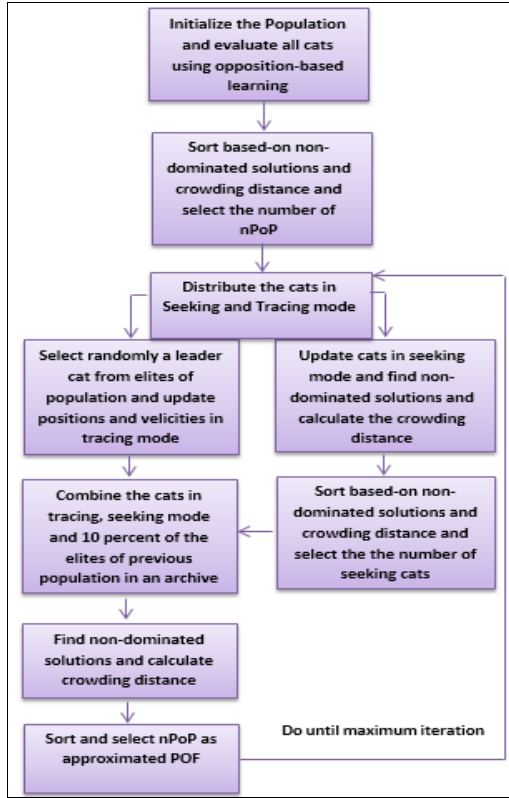 Initialize the Population
and evaluate all cats
using opposition-based
learning
Sort based-on non-
dominated solutions and
crowding distance and
select the number of
nPoP
Distribute the cats in
Seeking and Tracing mode
Select randomly a leader
cat from elites of
population and update
positions and velicities in
tracing mode
Update cats in seeking
mode and find non-
dominated solutions and
calculate the crowding
distance
Combine the cats in
tracing, seeking mode
and 10 percent of the
elites of previous
population in an archive
Sort based-on non-
dominated solutions and
crowding distance and
select the the number of
seeking cats
Find non-dominated
solutions and calculate
crowding distance
Sort and select nPoP as
approximated POF
Do until maximum iteration